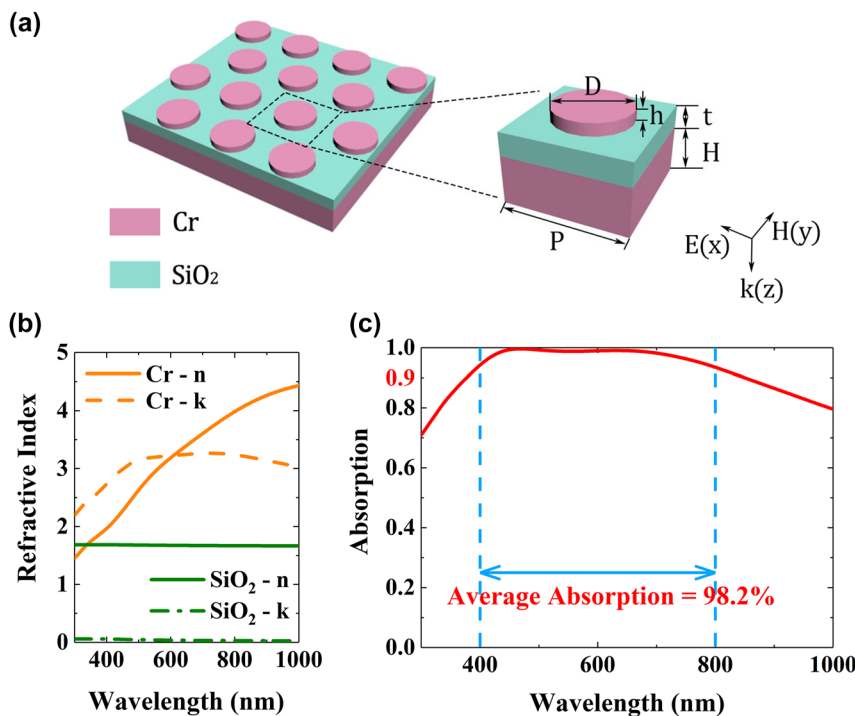 (a)
D
h
t
H
P
Cr
SiO₂
E(x)
H(y)
k(z)
(b)
5
4
3
2
1
0
Refractive Index
Cr - n
Cr - k
SiO₂ - n
SiO₂ - k
400
600
800
1000
Wavelength (nm)
(c)
1.0
0.9
0.8
0.6
0.4
0.2
0.0
Absorption
Average Absorption = 98.2%
400
600
800
1000
Wavelength (nm)